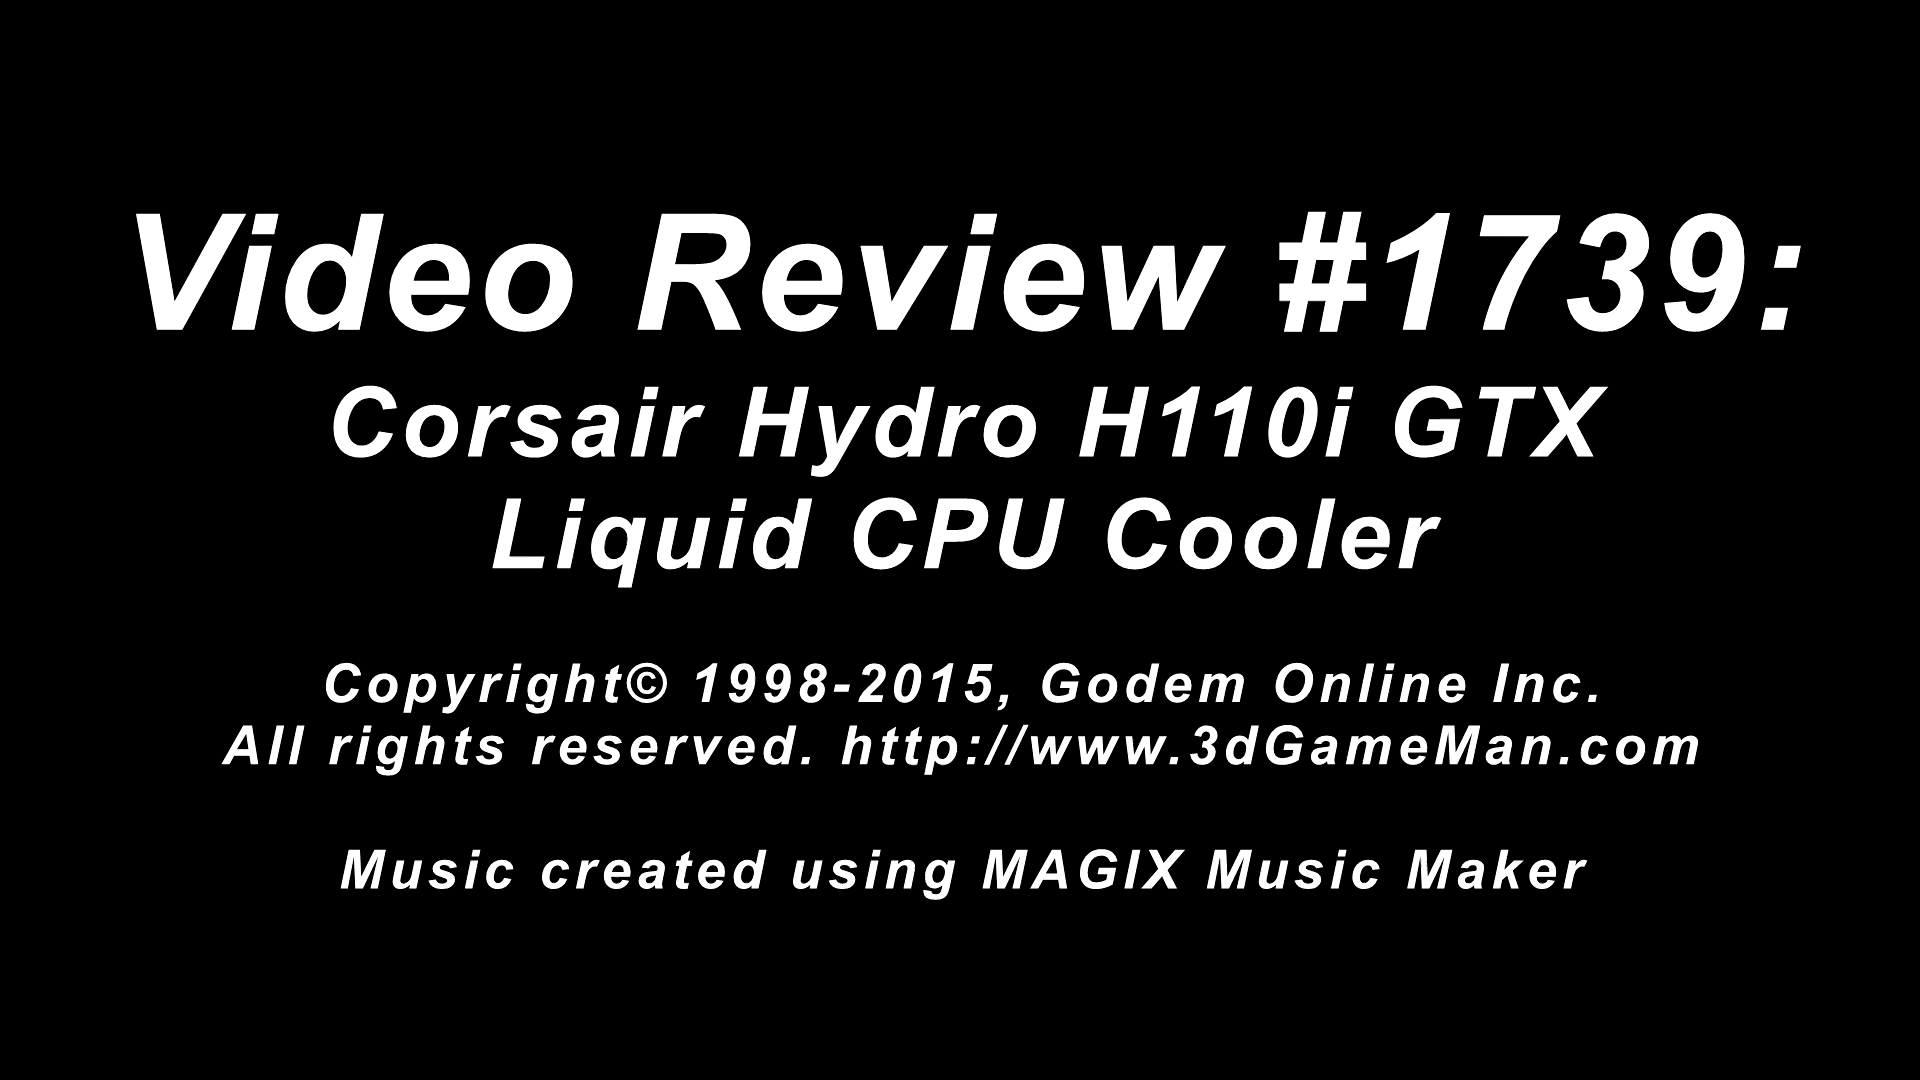 Video Review #1739:
Corsair Hydro H110i GTX
Liquid CPU Cooler
Copyright© 1998-2015, Godem Online Inc.
All rights reserved. http://www.3dGameMan.com
Music created using MAGIX Music Maker